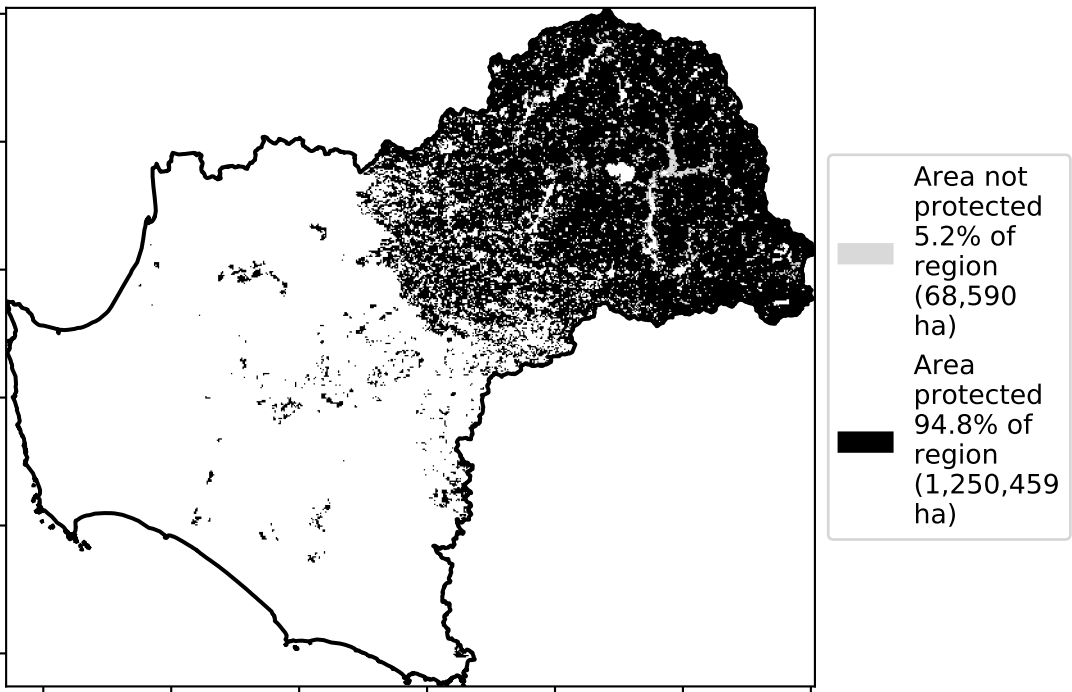 Area not
protected
5.2% of
region
(68,590
ha)
Area
protected
94.8% of
region
(1,250,459
ha)